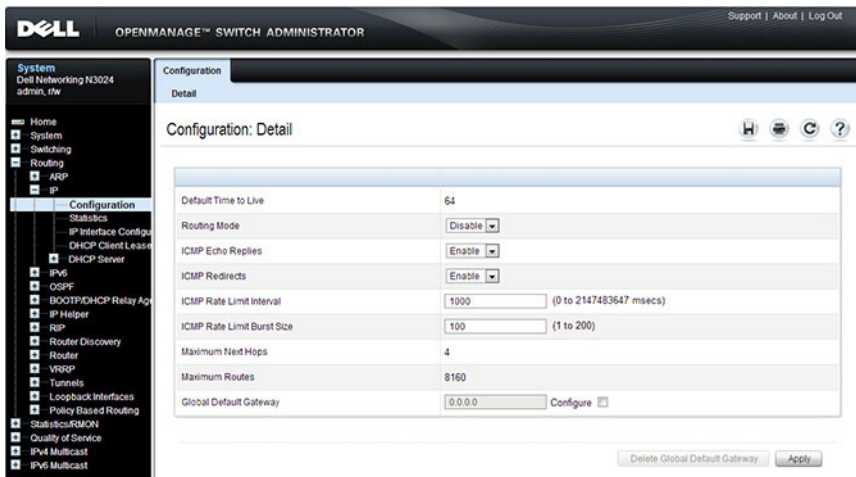 DELL
OPENMANAGE™ SWITCH ADMINISTRATOR
Support | About | Log Out
System
Dell Networking N3024
admin, r/w
Home
System
Switching
Routing
ARP
IP
Configuration
Statistics
IP Interface Configu
DHCP Client Lease
DHCP Server
IPv6
OSPF
BOOTP/DHCP Relay Age
IP Helper
RIP
Router Discovery
Router
VRRP
Tunnels
Loopback Interfaces
Policy Based Routing
Statistics/RMON
Quality of Service
IPv4 Multicast
IPv6 Multicast
Configuration
Detail
Configuration: Detail
Default Time to Live 64
Routing Mode Disable
ICMP Echo Replies Enable
ICMP Redirects Enable
ICMP Rate Limit Interval 1000 (0 to 2147483647 msecs)
ICMP Rate Limit Burst Size 100 (1 to 200)
Maximum Next Hops 4
Maximum Routes 8160
Global Default Gateway 0.0.0.0 Configure
Delete Global Default Gateway Apply